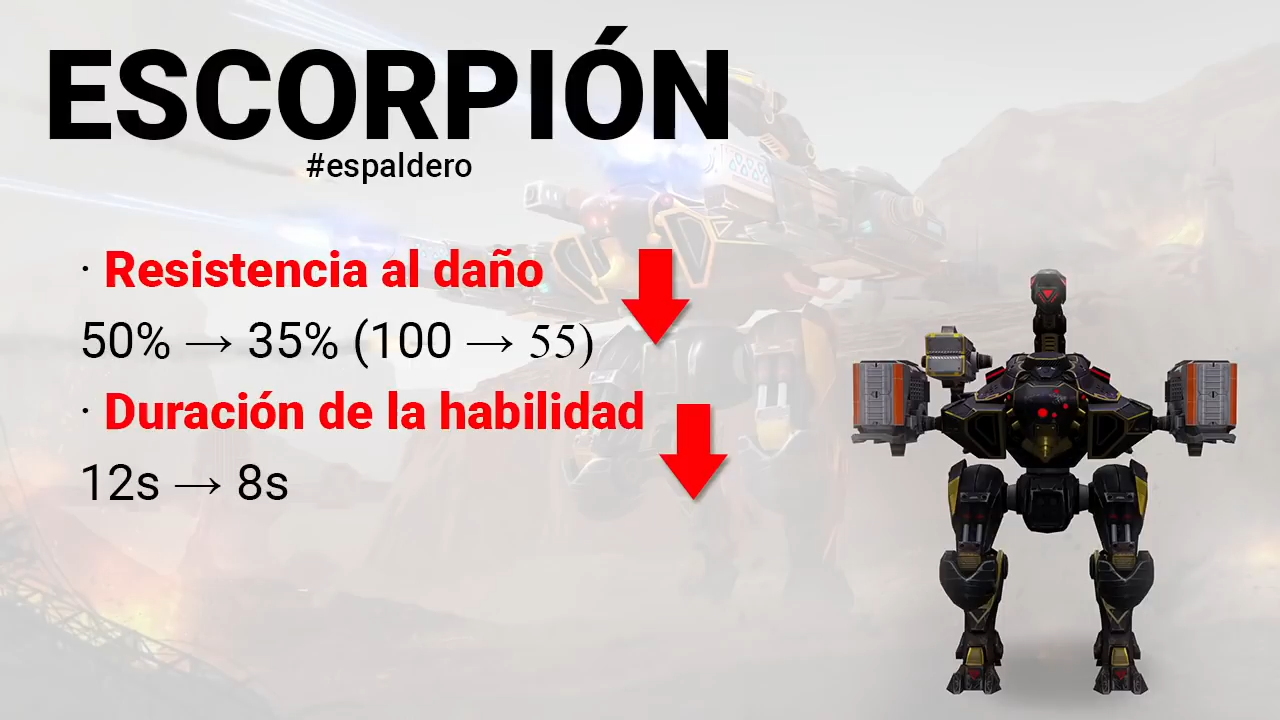 ESCORPIÓN
#espaldero
· Resistencia al daño
50% → 35% (100 → 55)
· Duración de la habilidad
12s → 8s